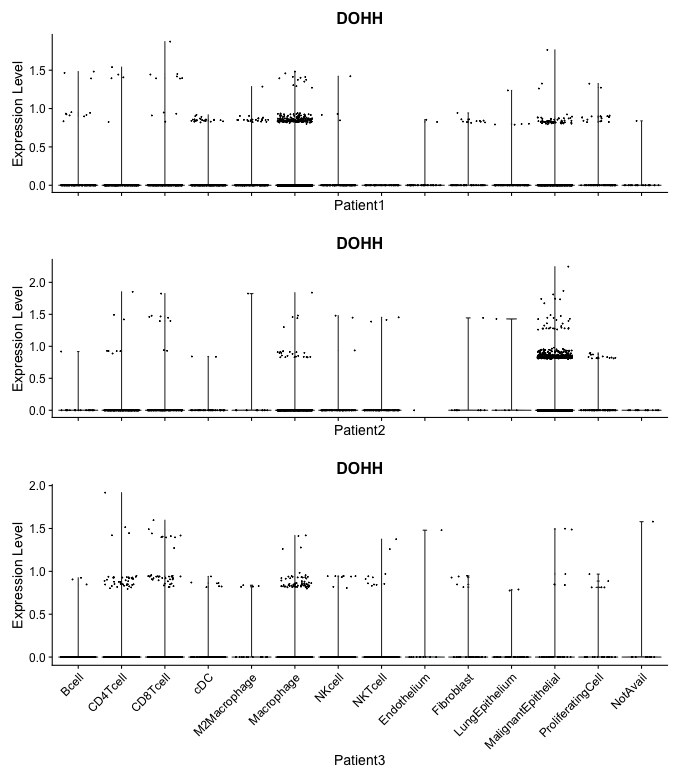 DOHH
Expression Level
1.5
1.0
0.5
0.0
Patient1
DOHH
Expression Level
2.0
1.5
1.0
0.5
0.0
Patient2
DOHH
Expression Level
2.0
1.5
1.0
0.5
0.0
Bcell
CD4Tcell
CD8Tcell
cDC
M2Macrophage
Macrophage
NKcell
NKTcell
Endothelium
Fibroblast
LungEpithelium
MalignantEpithelial
ProliferatingCell
NotAvail
Patient3